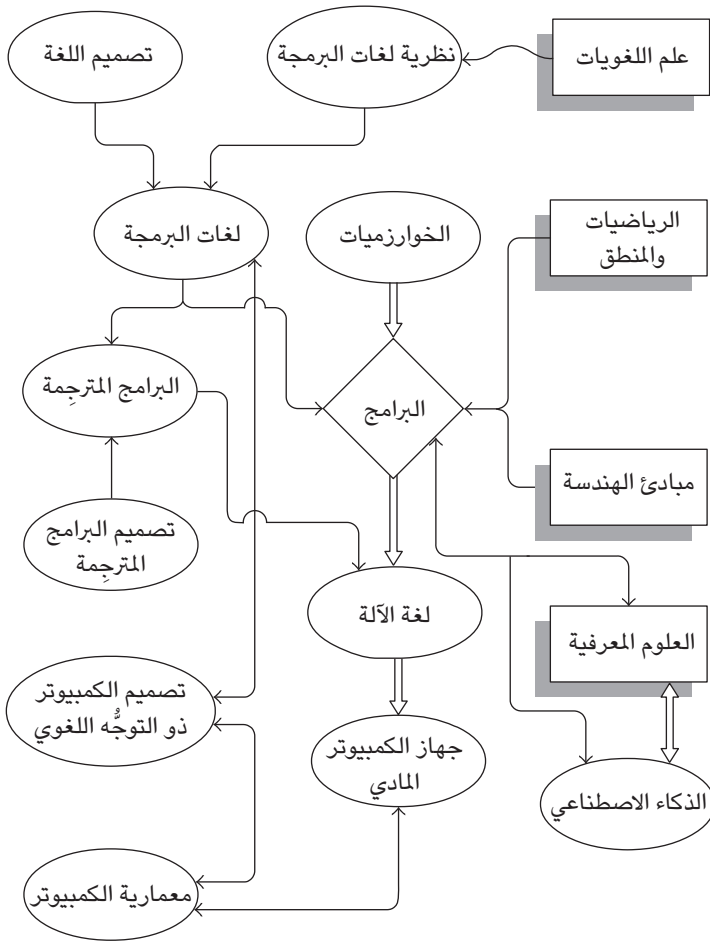 علم اللغويات
نظرية لغات البرمجة
تصميم اللغة
الرياضيات
والمنطق
الخوارزميات
لغات البرمجة
البرامج
البرامج المترجِمة
مبادئ الهندسة
تصميم البرامج
المترجِمة
العلوم المعرفية
لغة الآلة
تصميم الكمبيوتر
ذو التوجُّه اللغوي
جهاز الكمبيوتر
المادي
الذكاء الاصطناعي
معمارية الكمبيوتر